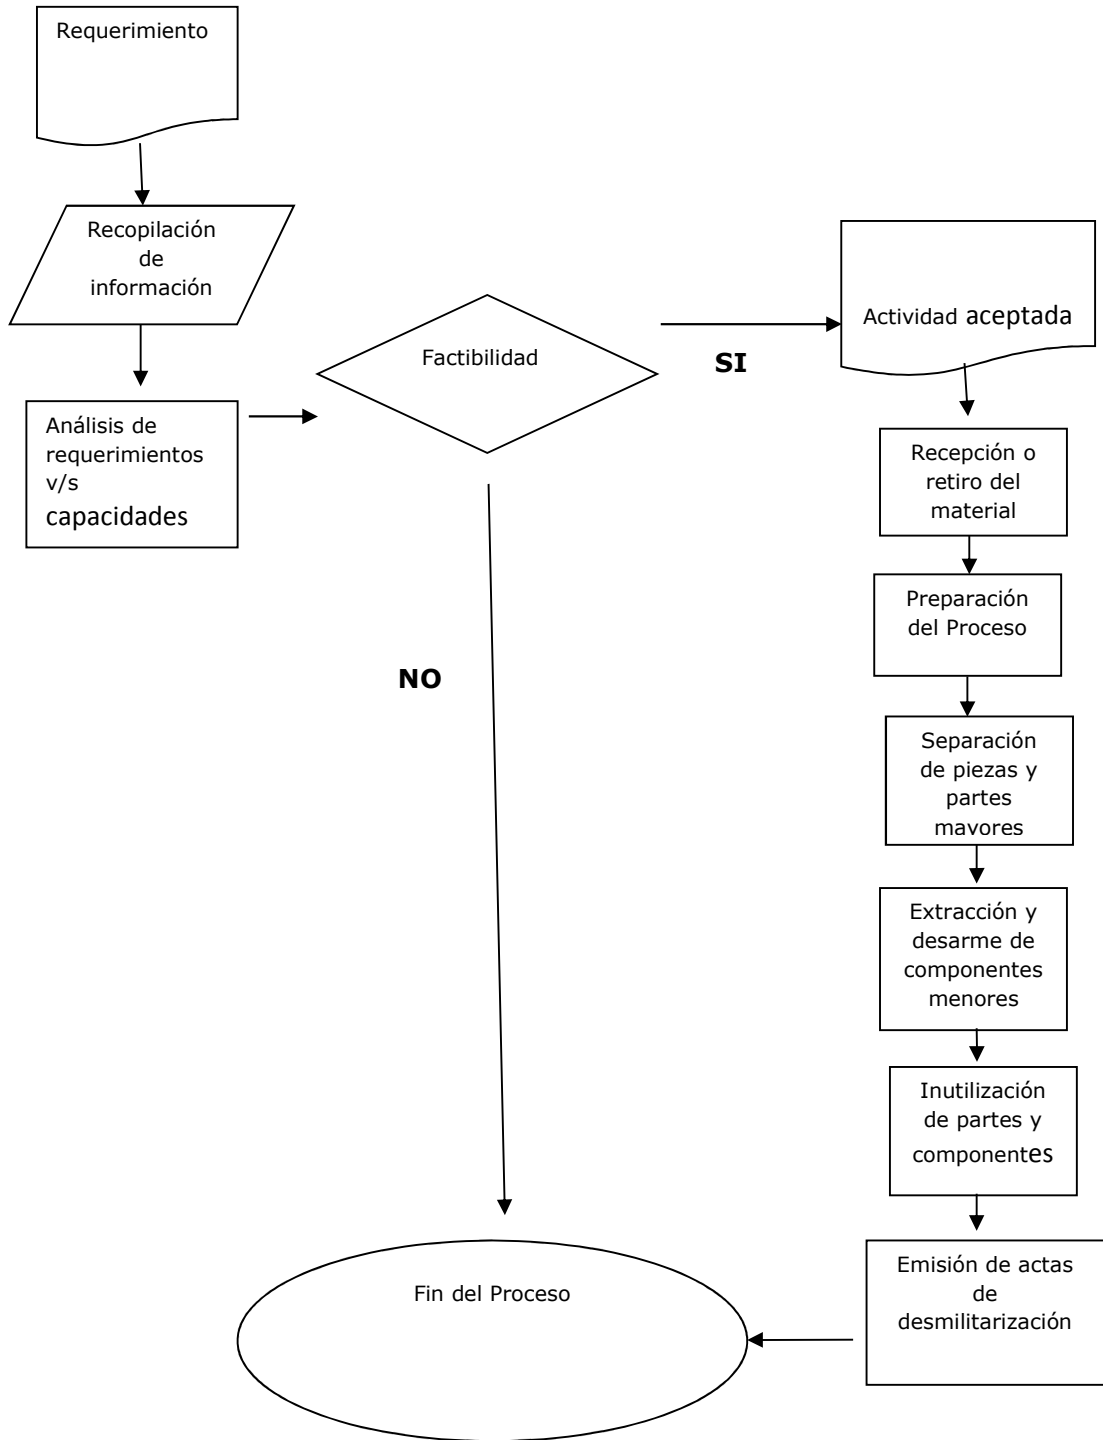 Requerimiento
Recopilación
de
información
Análisis de
requerimientos
v/s
capacidades
Factibilidad
SI
NO
Actividad aceptada
Recepción o
retiro del
material
Preparación
del Proceso
Separación
de piezas y
partes
mayores
Extracción y
desarme de
componentes
menores
Inutilización
de partes y
componentes
Emisión de actas
de
desmilitarización
Fin del Proceso